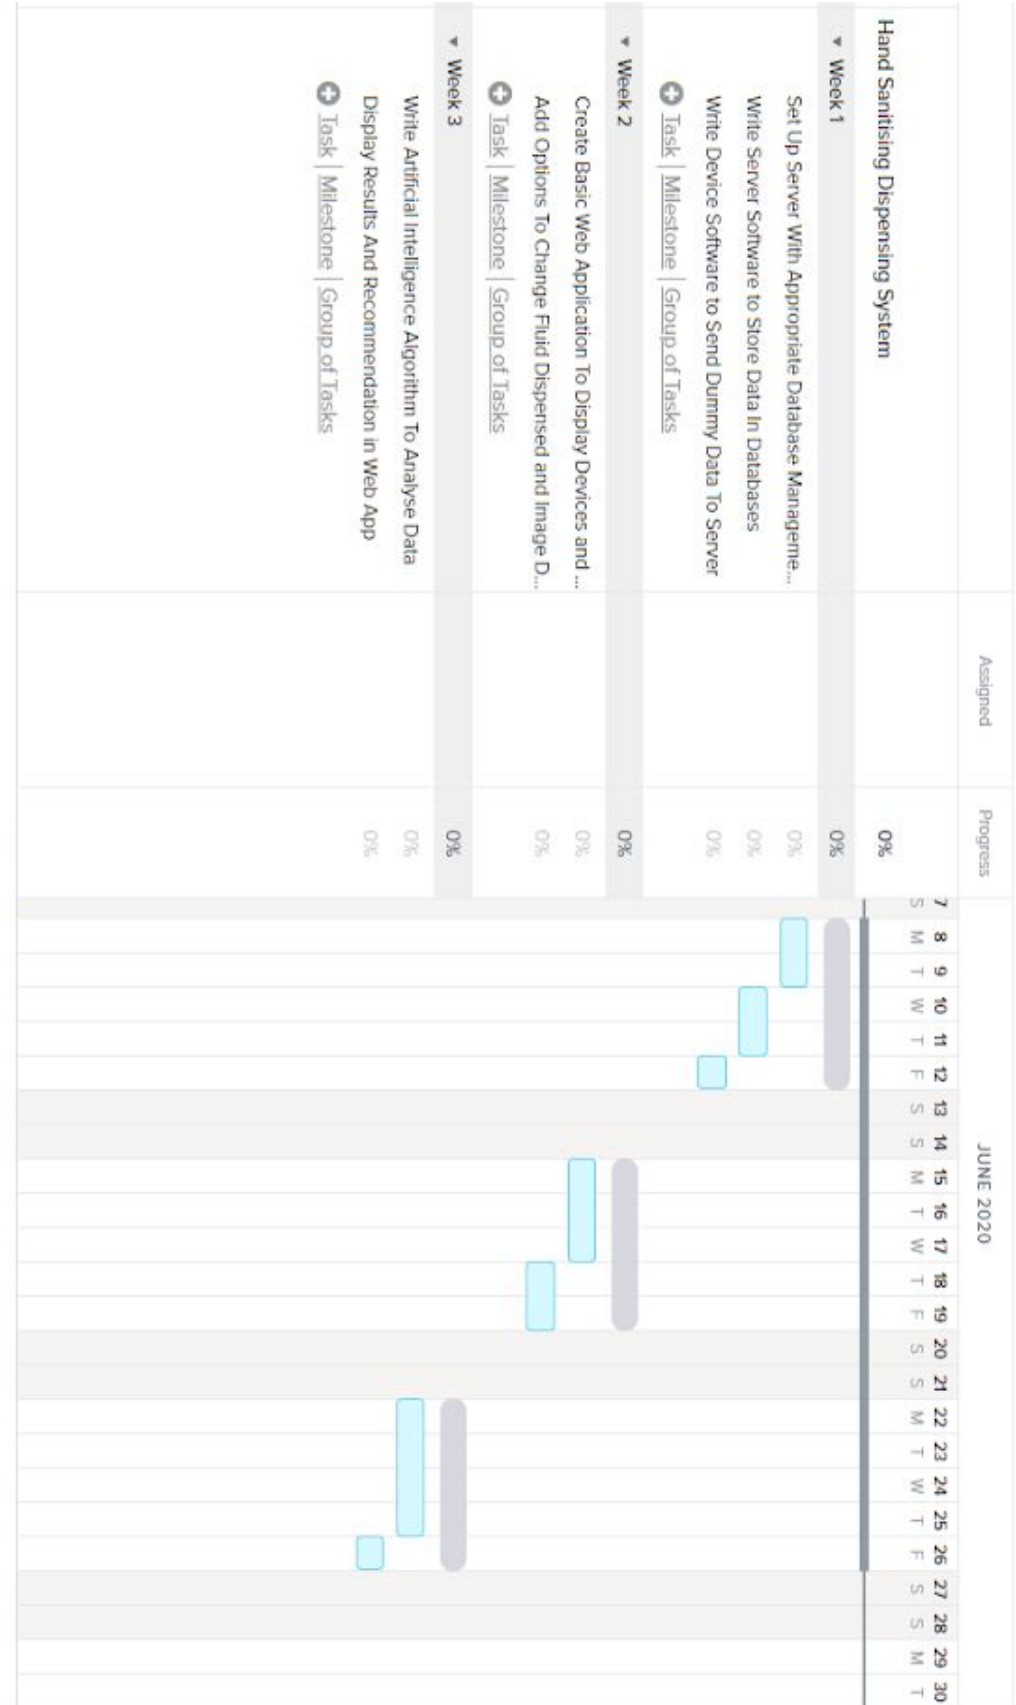 Assigned Progress JUNE 2020
7 8 9 10 11 12 13 14 15 16 17 18 19 20 21 22 23 24 25 26 27 28 29 30
S M T W T F S S M T W T F S S M T W T F S S M T
Hand Sanitising Dispensing System 0%
Week 1 0%
Set Up Server With Appropriate Database Manageme... 0%
Write Server Software to Store Data In Databases 0%
Write Device Software to Send Dummy Data To Server 0%
Task | Milestone | Group of Tasks
Week 2 0%
Create Basic Web Application To Display Devices and ... 0%
Add Options To Change Fluid Dispensed and Image D... 0%
Task | Milestone | Group of Tasks
Week 3 0%
Write Artificial Intelligence Algorithm To Analyse Data 0%
Display Results And Recommendation in Web App 0%
Task | Milestone | Group of Tasks